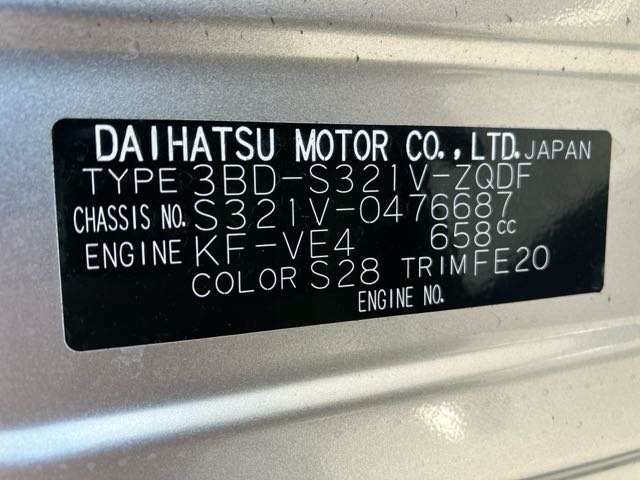 DAIHATSU MOTOR CO.,LTD. JAPAN
TYPE 3BD-S321V-ZQDF
CHASSIS NO. S321V-0476687
ENGINE KF-VE4 658cc
COLOR S28 TRIM FE20
ENGINE NO.